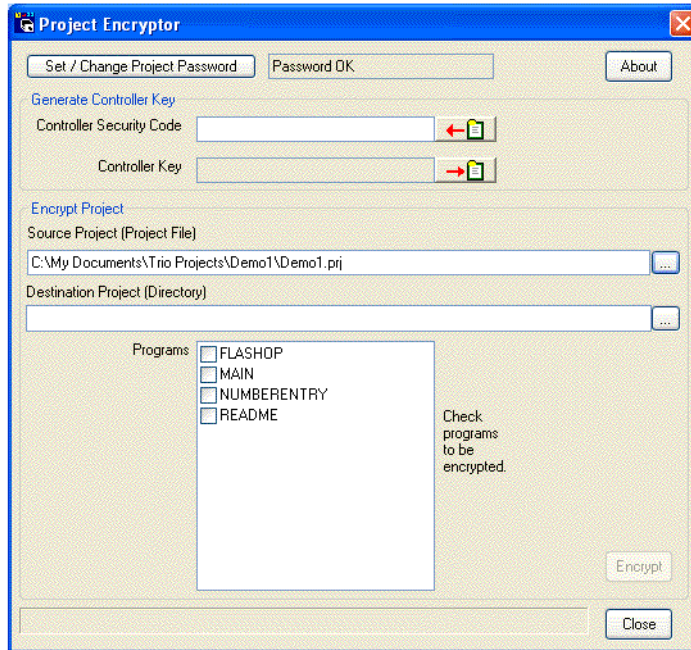 Project Encryptor
Set / Change Project Password
Password OK
About
Generate Controller Key
Controller Security Code
Controller Key
Encrypt Project
Source Project (Project File)
C:\My Documents\Trio Projects\Demo1\Demo1.prj
...
Destination Project (Directory)
...
Programs
FLASHOP
MAIN
NUMBERENTRY
README
Check
programs
to be
encrypted.
Encrypt
Close